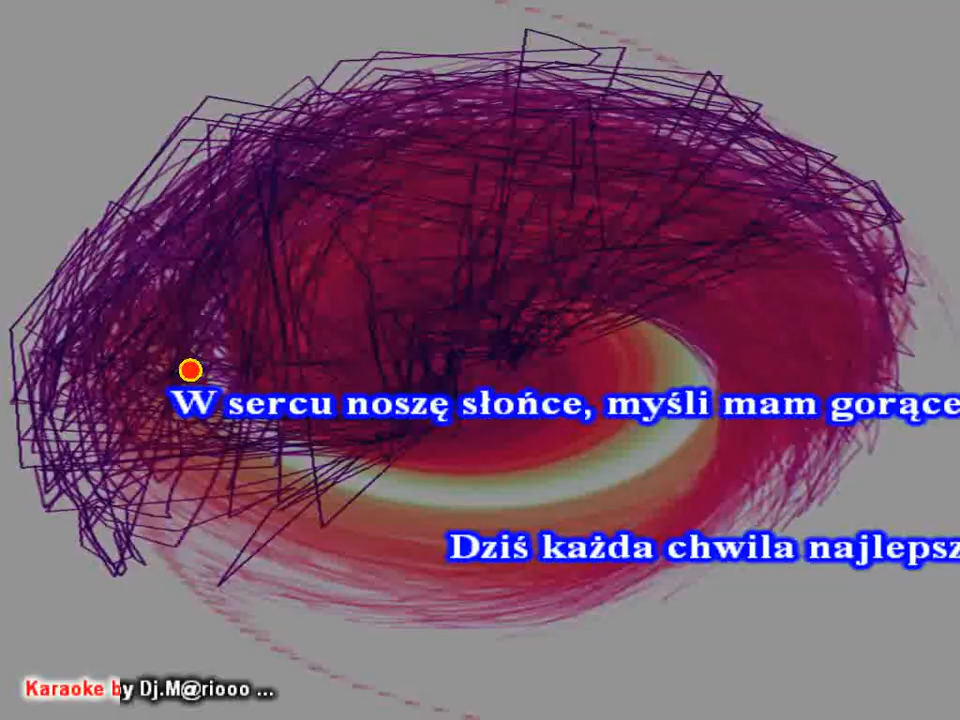 W sercu noszę słońce, myśli mam gorące
Dziś każda chwila najlepsz
Karaoke by Dj.M@riooo ...